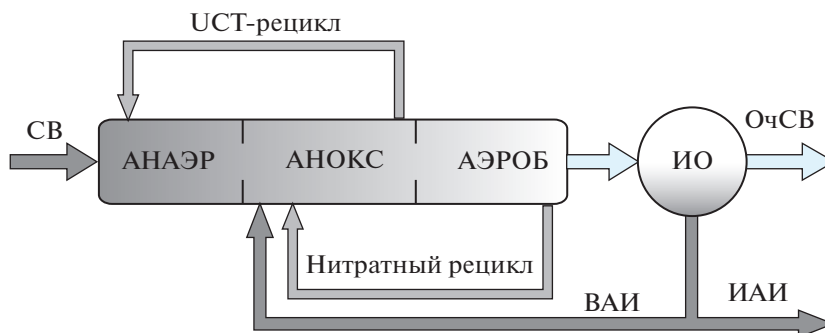 UCT-рецикл
СВ
ОчСВ
АНАЭР
АНОКС
АЭРОБ
ИО
Нитратный рецикл
ВАИ
ИАИ